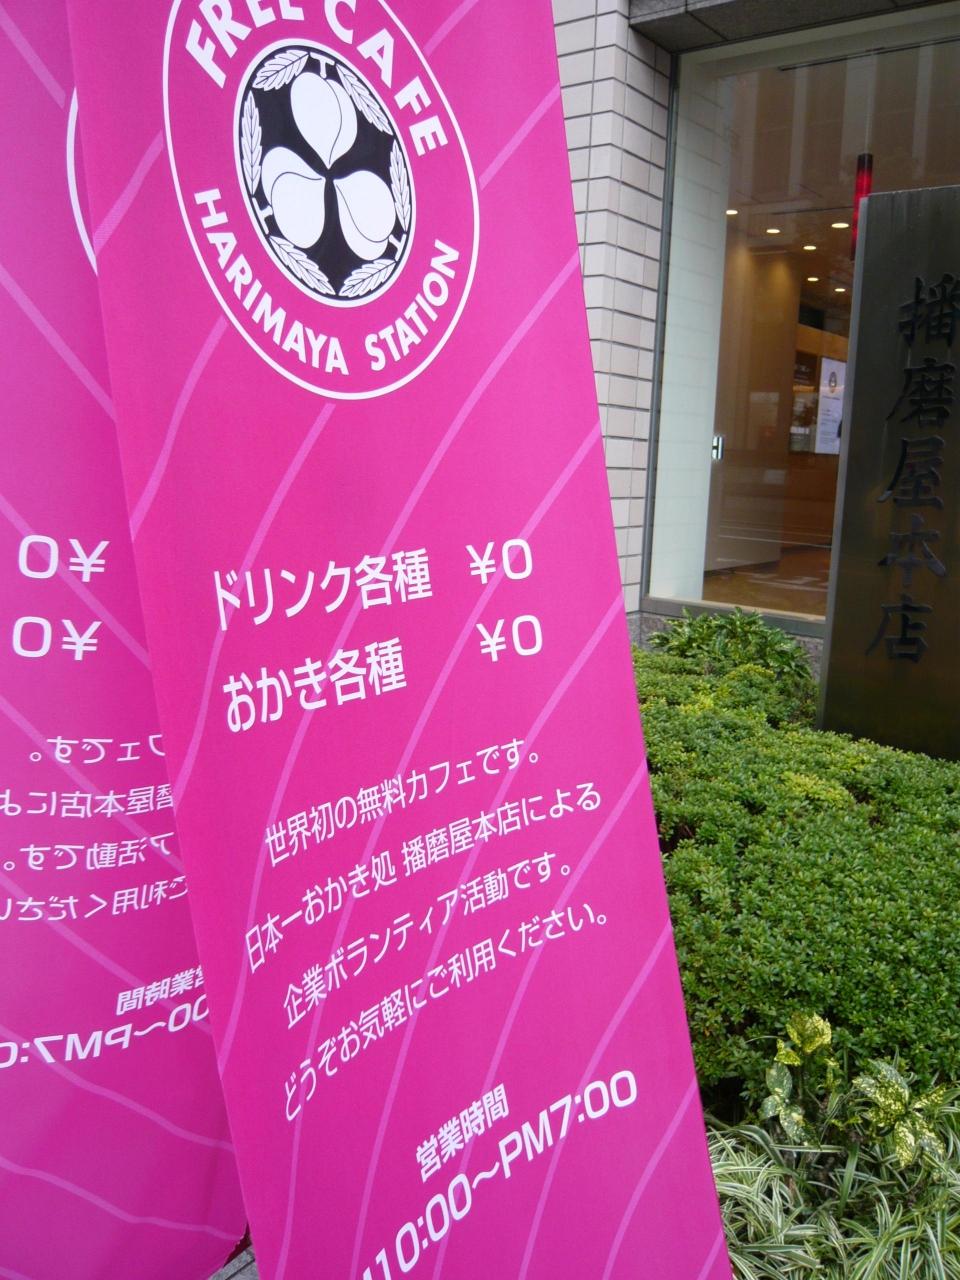 FREE CAFE
HARIMAYA STATION
ドリンク各種 ¥0
おかき各種 ¥0
世界初の無料カフェです。
日本一おかき処 播磨屋本店による
企業ボランティア活動です。
どうぞお気軽にご利用ください。
営業時間
10:00〜PM7:00
播磨屋本店
¥0
¥0